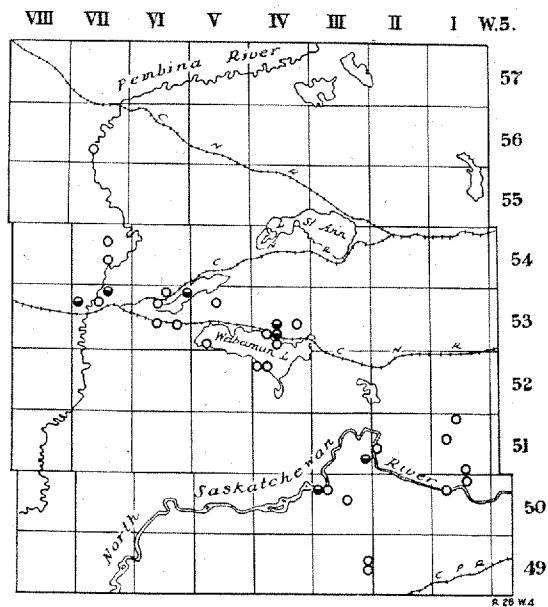 VIII VII VI V IV III II I W.5.
Pembina River
57
C N R
56
55
L St Ann
54
C N R
53
Wabamun L
C N R
52
51
North Saskatchewan River
50
49
C P R
R 26 W.4